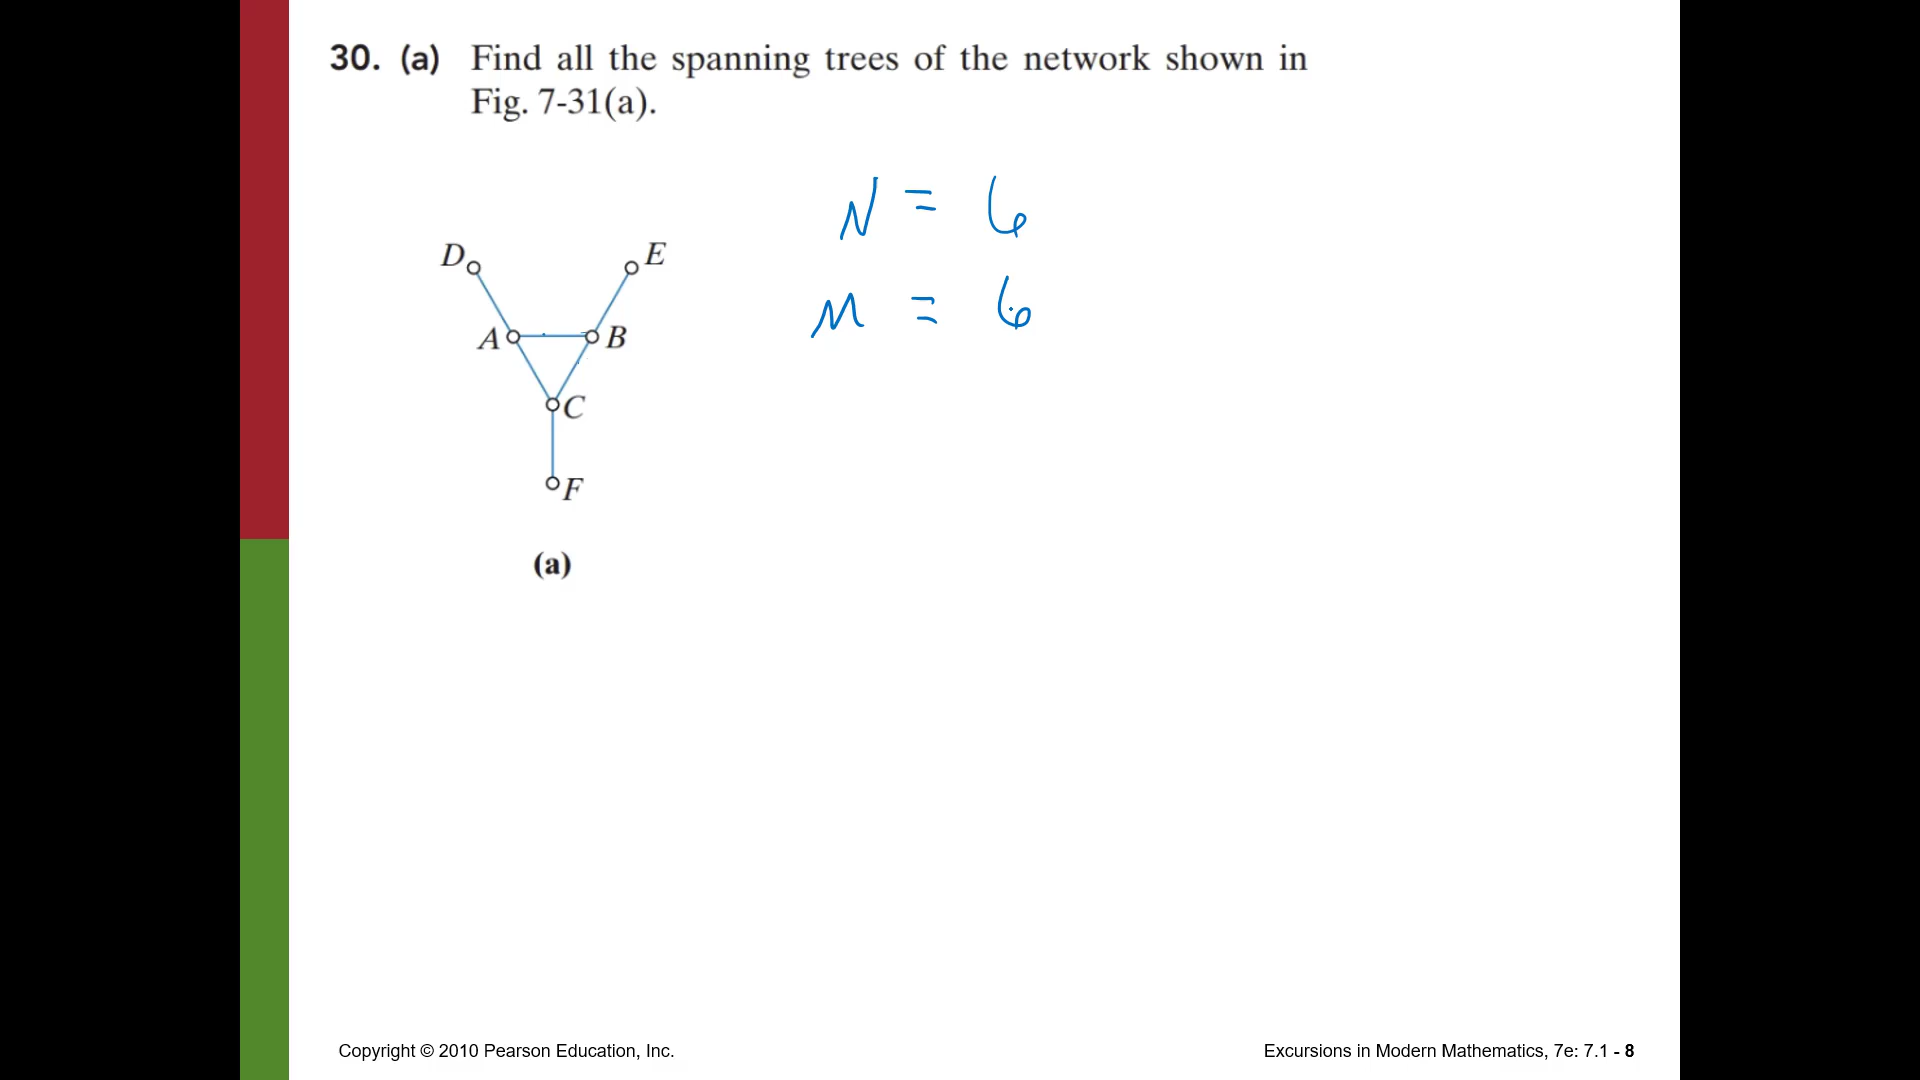 30. (a) Find all the spanning trees of the network shown in
Fig. 7-31(a).
N = 6
M = 6
D E
A B
C
F
(a)
Copyright © 2010 Pearson Education, Inc.
Excursions in Modern Mathematics, 7e: 7.1 - 8